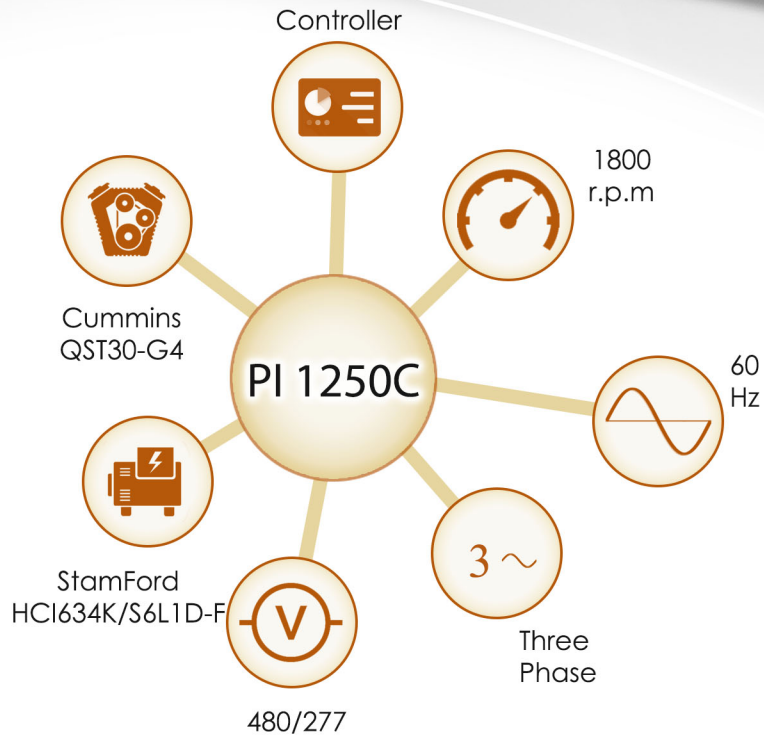 Controller
1800
r.p.m
Cummins
QST30-G4
PI 1250C
60
Hz
StamFord
HCI634K/S6L1D-F
V
3
Three
Phase
480/277